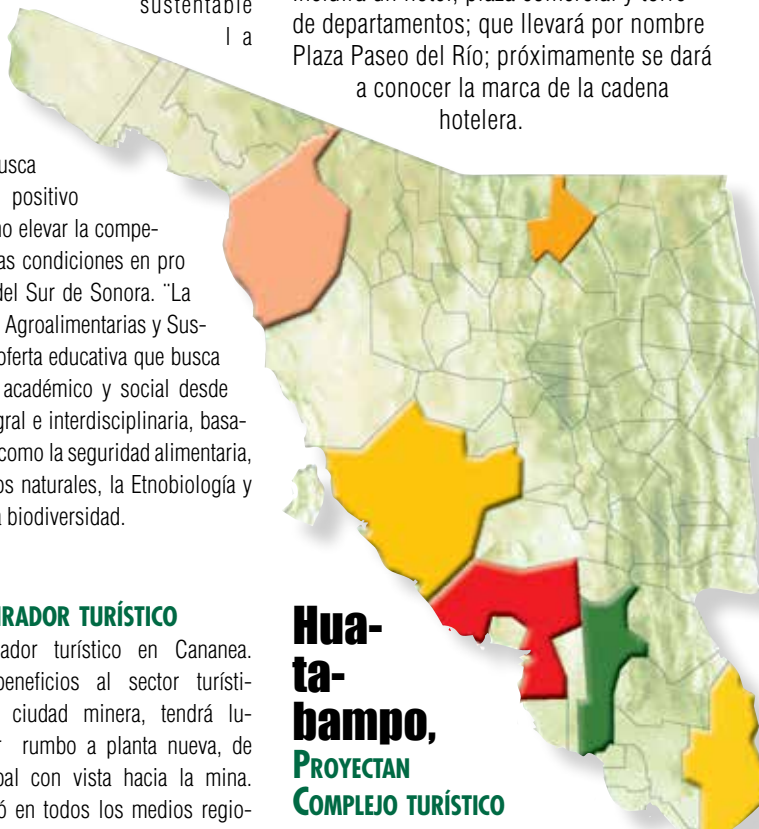 sustentable
l a
usca
positivo
no elevar la compe-
as condiciones en pro
del Sur de Sonora. ¨La
Agroalimentarias y Sus-
oferta educativa que busca
académico y social desde
gral e interdisciplinaria, basa-
como la seguridad alimentaria,
os naturales, la Etnobiología y
a biodiversidad.
IRADOR TURÍSTICO
ador turístico en Cananea.
beneficios al sector turísti-
ciudad minera, tendrá lu-
r rumbo a planta nueva, de
bal con vista hacia la mina.
ó en todos los medios regio-
incluirá un hotel, plaza comercial y torre
de departamentos; que llevará por nombre
Plaza Paseo del Río; próximamente se dará
a conocer la marca de la cadena
hotelera.
Hua-
ta-
bampo,
PROYECTAN
COMPLEJO TURÍSTICO